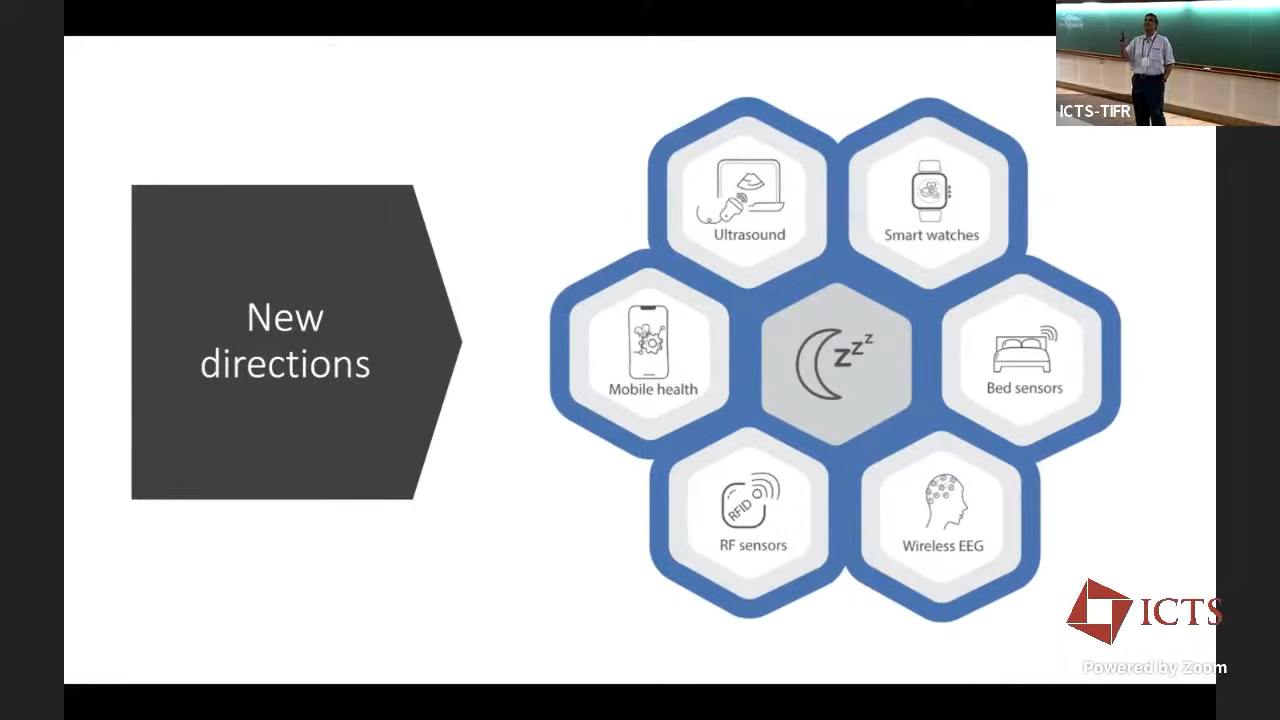 New
directions
Ultrasound
Smart watches
Mobile health
zzz
Bed sensors
RFID
RF sensors
Wireless EEG
ICTS-TIFR
ICTS
Powered by Zoom